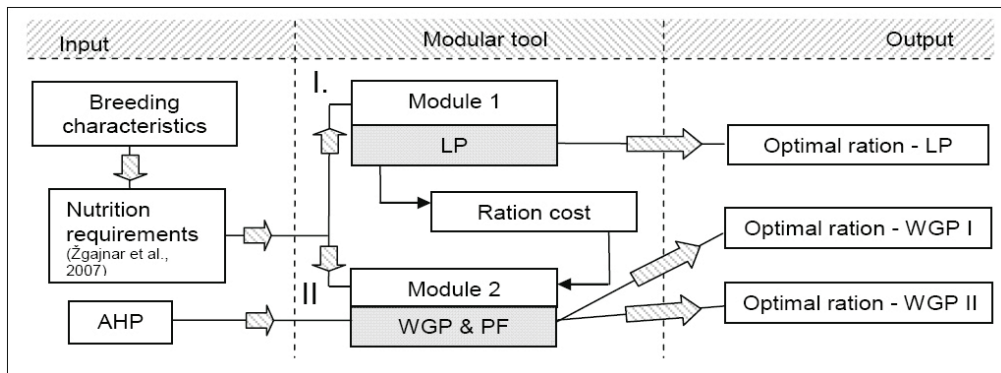 Input
Modular tool
Output
Breeding
characteristics
Nutrition
requirements
(Žgajnar et al.,
2007)
AHP
I.
Module 1
LP
Ration cost
II
Module 2
WGP & PF
Optimal ration - LP
Optimal ration - WGP I
Optimal ration - WGP II